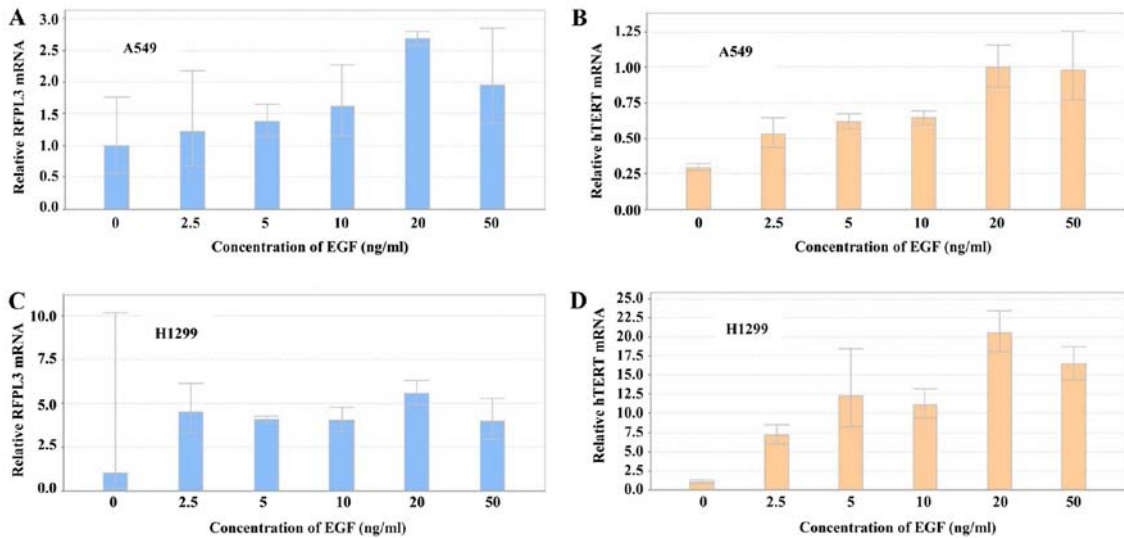 A
Relative RFPL3 mRNA
3.0
2.5
2.0
1.5
1.0
0.5
0.0
A549
0 2.5 5 10 20 50
Concentration of EGF (ng/ml)
B
Relative hTERT mRNA
1.25
1.00
0.75
0.50
0.25
0.00
A549
0 2.5 5 10 20 50
Concentration of EGF (ng/ml)
C
Relative RFPL3 mRNA
10.0
7.5
5.0
2.5
0.0
H1299
0 2.5 5 10 20 50
Concentration of EGF (ng/ml)
D
Relative hTERT mRNA
25.0
22.5
20.0
17.5
15.0
12.5
10.0
7.5
5.0
2.5
0.0
H1299
0 2.5 5 10 20 50
Concentration of EGF (ng/ml)